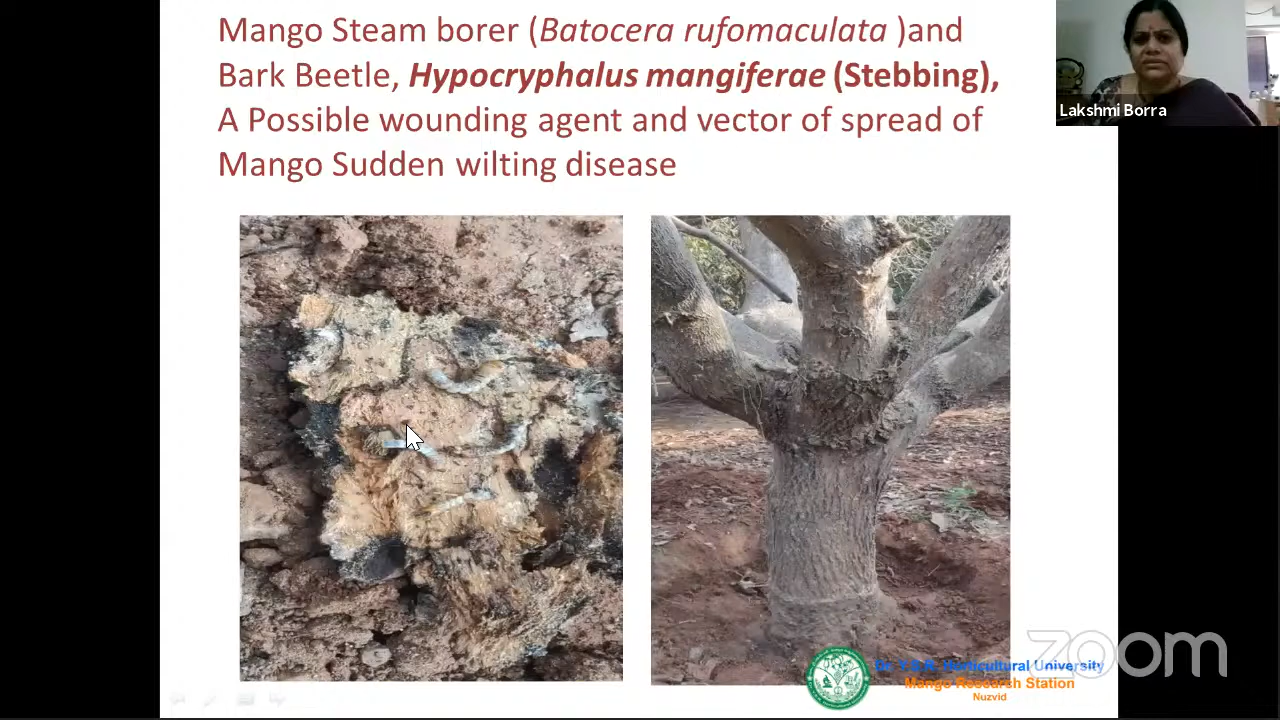 Mango Steam borer (Batocera rufomaculata )and
Bark Beetle, Hypocryphalus mangiferae (Stebbing),
A Possible wounding agent and vector of spread of
Mango Sudden wilting disease
Lakshmi Borra
Dr. Y.S.R. Horticultural University
Mango Research Station
Nuzvid
zoom